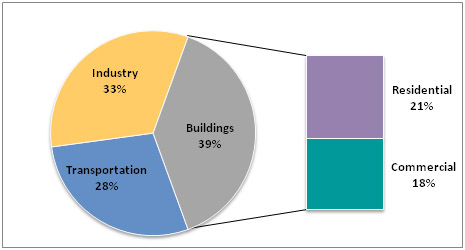 Industry
33%
Buildings
39%
Transportation
28%
Residential
21%
Commercial
18%